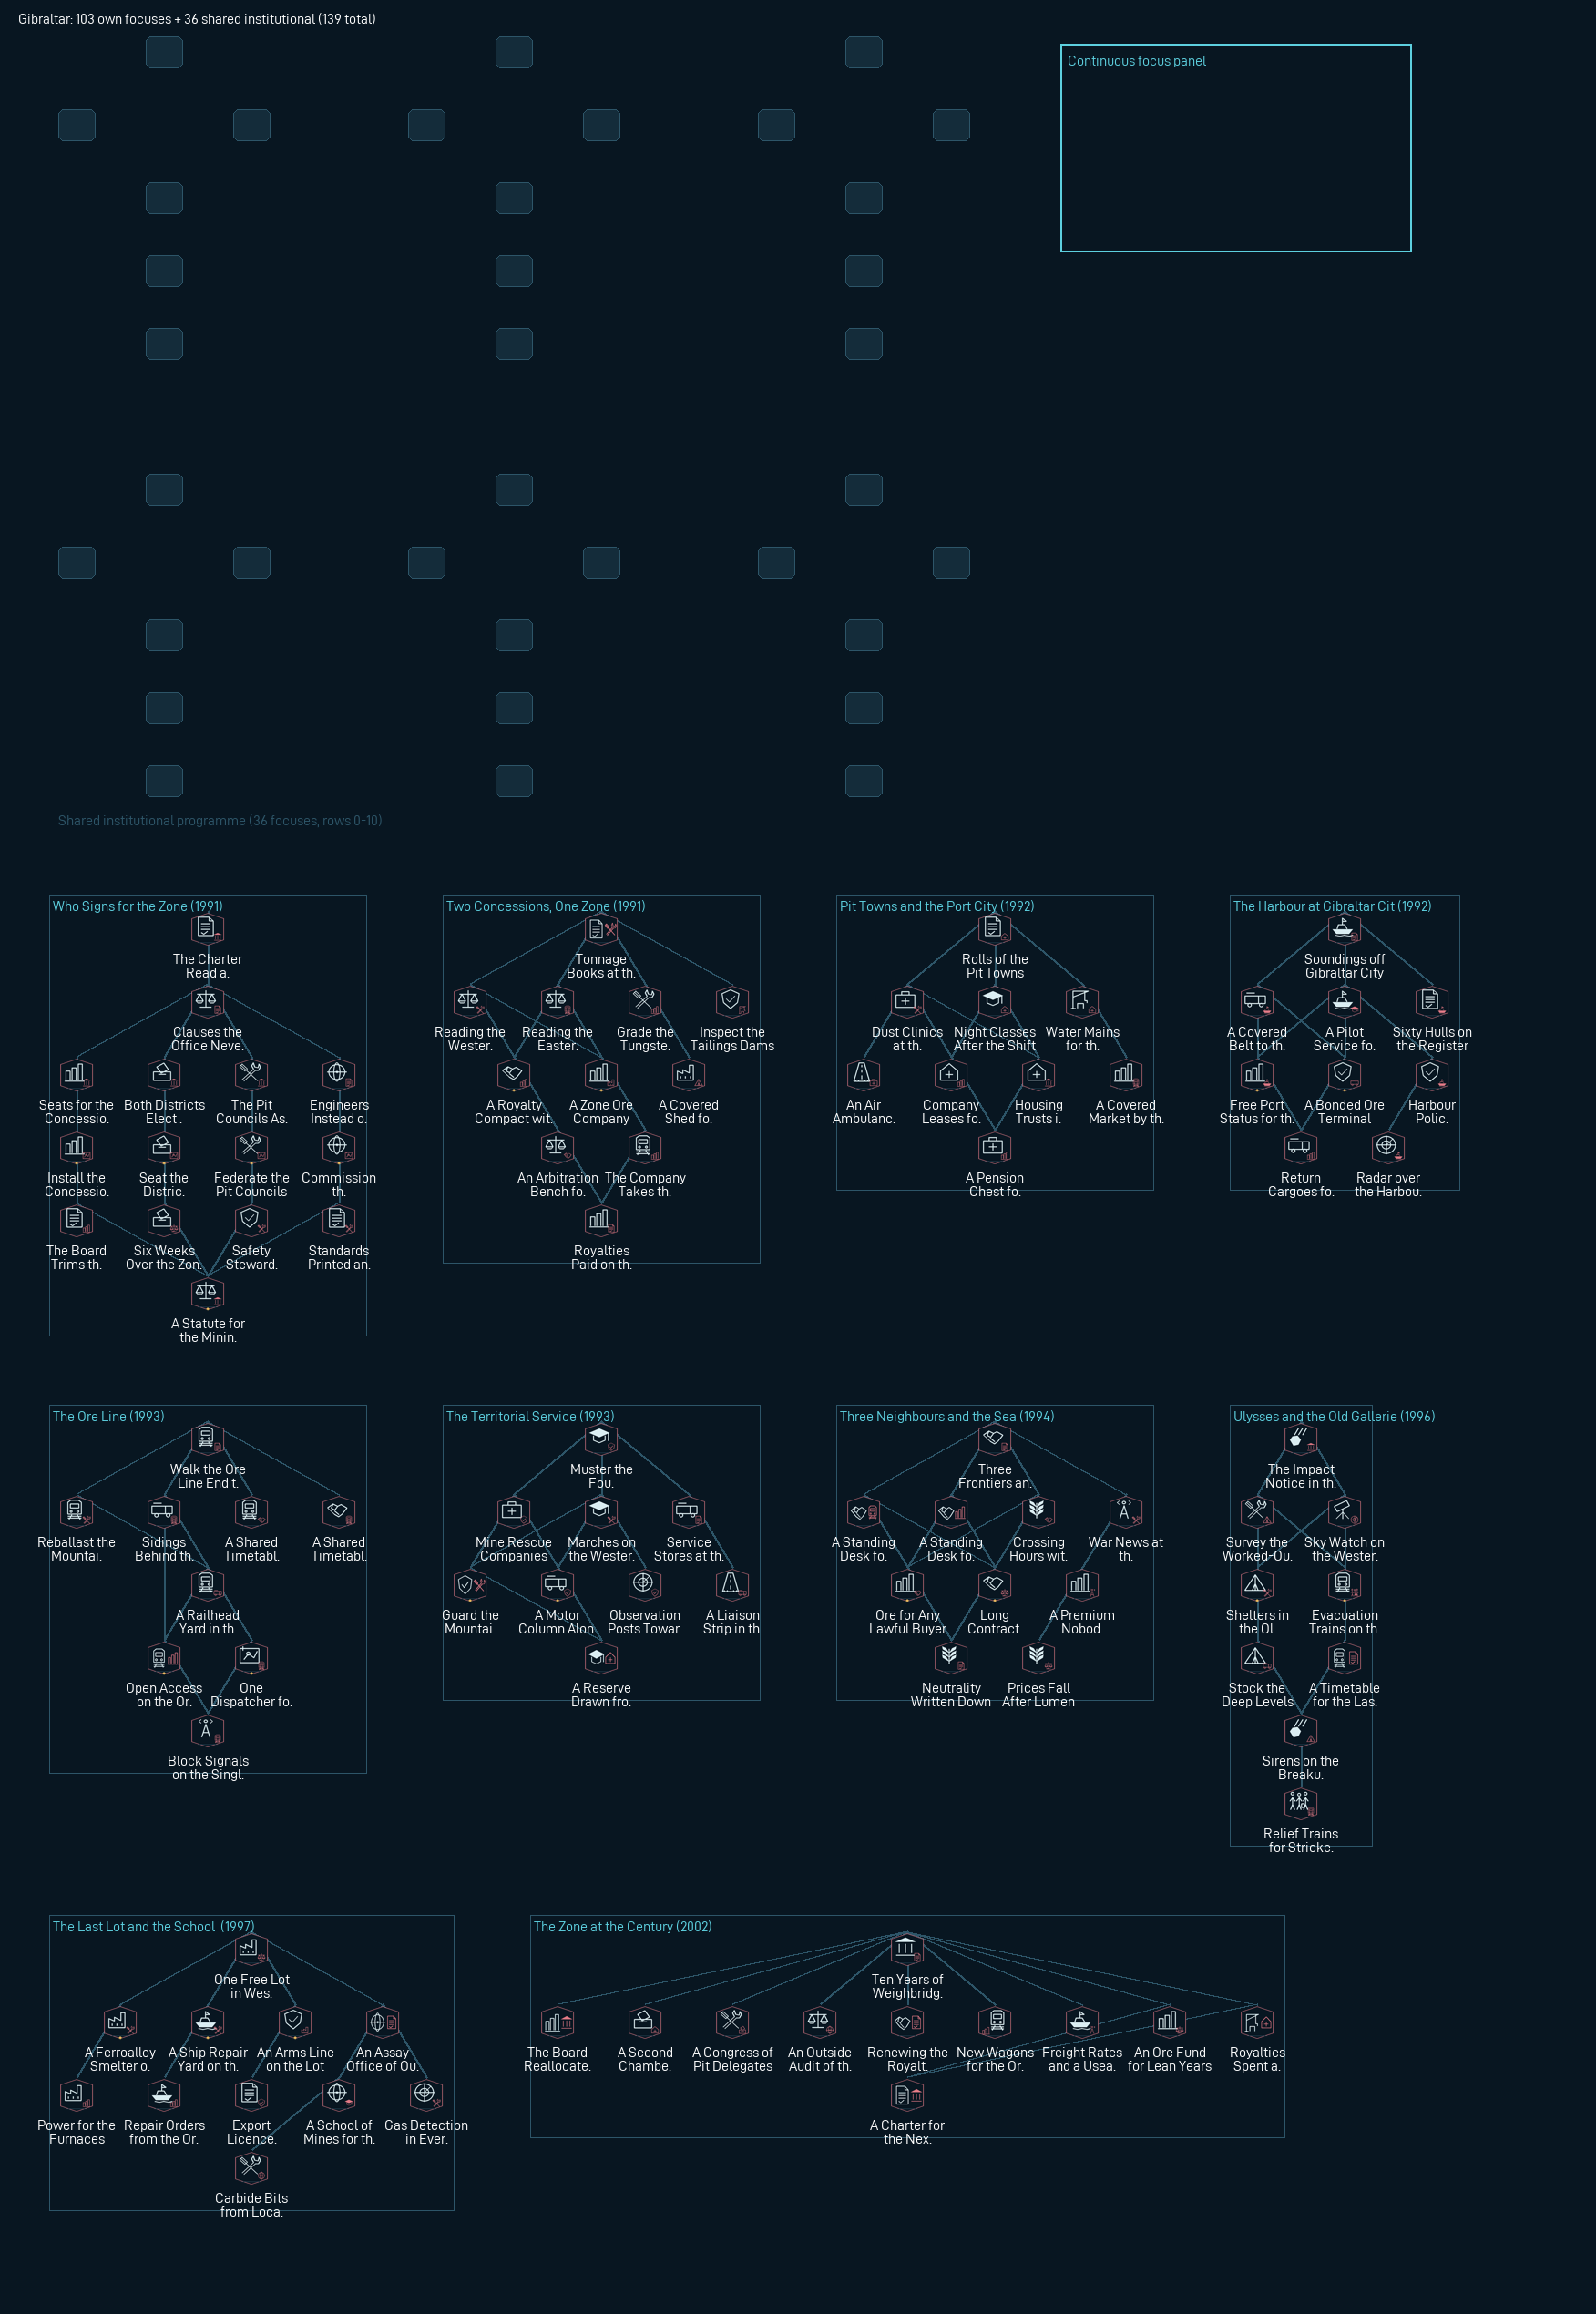 Gibraltar: 103 own focuses + 36 shared institutional (139 total)
Continuous focus panel
Shared institutional programme (36 focuses, rows 0-10)
Who Signs for the Zone (1991)
The Charter
Read a.
Clauses the
Office Neve.
Seats for the
Concessio.
Both Districts
Elect .
The Pit
Councils As.
Engineers
Instead o.
Install the
Concessio.
Seat the
Distric.
Federate the
Pit Councils
Commission
th.
The Board
Trims th.
Six Weeks
Over the Zon.
Safety
Steward.
Standards
Printed an.
A Statute for
the Minin.
Two Concessions, One Zone (1991)
Tonnage
Books at th.
Reading the
Wester.
Reading the
Easter.
Grade the
Tungste.
Inspect the
Tailings Dams
A Royalty
Compact wit.
A Zone Ore
Company
A Covered
Shed fo.
An Arbitration
Bench fo.
The Company
Takes th.
Royalties
Paid on th.
Pit Towns and the Port City (1992)
Rolls of the
Pit Towns
Dust Clinics
at th.
Night Classes
After the Shift
Water Mains
for th.
An Air
Ambulanc.
Company
Leases fo.
Housing
Trusts i.
A Covered
Market by th.
A Pension
Chest fo.
The Harbour at Gibraltar Cit (1992)
Soundings off
Gibraltar City
A Covered
Belt to th.
A Pilot
Service fo.
Sixty Hulls on
the Register
Free Port
Status for th.
A Bonded Ore
Terminal
Harbour
Polic.
Return
Cargoes fo.
Radar over
the Harbou.
The Ore Line (1993)
Walk the Ore
Line End t.
Reballast the
Mountai.
Sidings
Behind th.
A Shared
Timetabl.
A Shared
Timetabl.
A Railhead
Yard in th.
Open Access
on the Or.
One
Dispatcher fo.
Block Signals
on the Singl.
The Territorial Service (1993)
Muster the
Fou.
Mine Rescue
Companies
Marches on
the Wester.
Service
Stores at th.
Guard the
Mountai.
A Motor
Column Alon.
Observation
Posts Towar.
A Liaison
Strip in th.
A Reserve
Drawn fro.
Three Neighbours and the Sea (1994)
Three
Frontiers an.
A Standing
Desk fo.
A Standing
Desk fo.
Crossing
Hours wit.
War News at
th.
Ore for Any
Lawful Buyer
Long
Contract.
A Premium
Nobod.
Neutrality
Written Down
Prices Fall
After Lumen
Ulysses and the Old Gallerie (1996)
The Impact
Notice in th.
Survey the
Worked-Ou.
Sky Watch on
the Wester.
Shelters in
the Ol.
Evacuation
Trains on th.
Stock the
Deep Levels
A Timetable
for the Las.
Sirens on the
Breaku.
Relief Trains
for Stricke.
The Last Lot and the School (1997)
One Free Lot
in Wes.
A Ferroalloy
Smelter o.
A Ship Repair
Yard on th.
An Arms Line
on the Lot
An Assay
Office of Ou.
Power for the
Furnaces
Repair Orders
from the Or.
Export
Licence.
A School of
Mines for th.
Gas Detection
in Ever.
Carbide Bits
from Loca.
The Zone at the Century (2002)
Ten Years of
Weighbridg.
The Board
Reallocate.
A Second
Chambe.
A Congress of
Pit Delegates
An Outside
Audit of th.
Renewing the
Royalt.
New Wagons
for the Or.
Freight Rates
and a Usea.
An Ore Fund
for Lean Years
Royalties
Spent a.
A Charter for
the Nex.